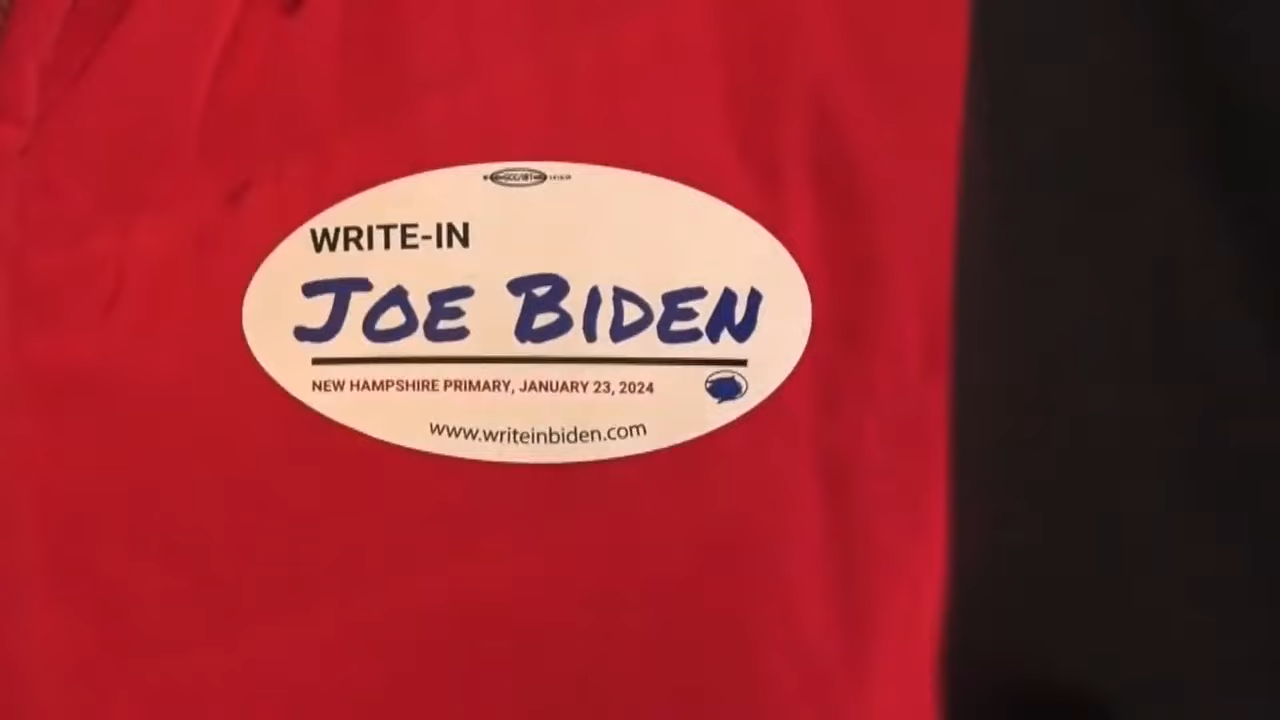 WRITE-IN
JOE BIDEN
NEW HAMPSHIRE PRIMARY, JANUARY 23, 2024
www.writeinbiden.com